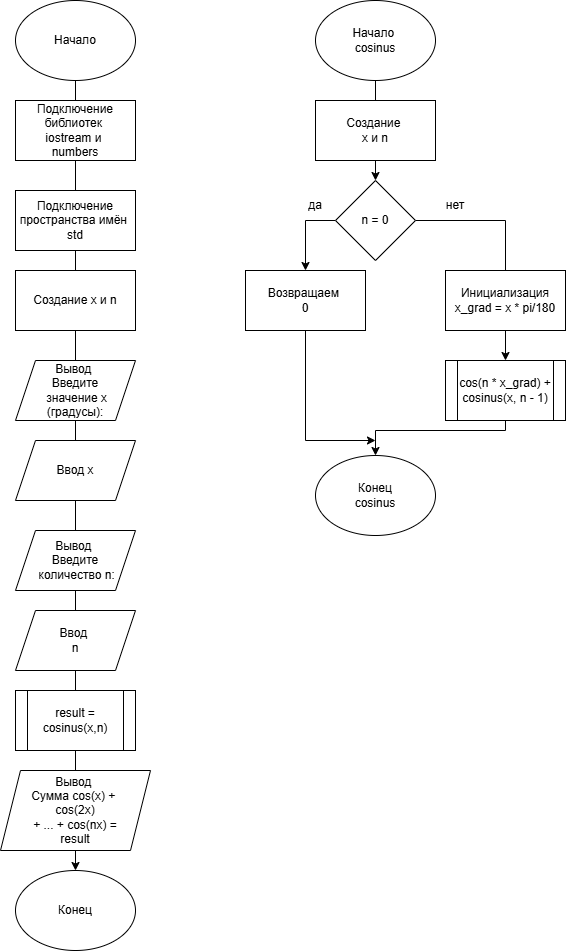 Начало
Подключение
библиотек
iostream и
numbers
Подключение
пространства имён
std
Создание x и n
Вывод
Введите
значение x
(градусы):
Ввод x
Вывод
Введите
количество n:
Ввод
n
result =
cosinus(x,n)
Вывод
Сумма cos(x) +
cos(2x)
+ ... + cos(nx) =
result
Конец
Начало
cosinus
Создание
x и n
n = 0
да
нет
Возвращаем
0
Инициализация
x_grad = x * pi/180
cos(n * x_grad) +
cosinus(x, n - 1)
Конец
cosinus